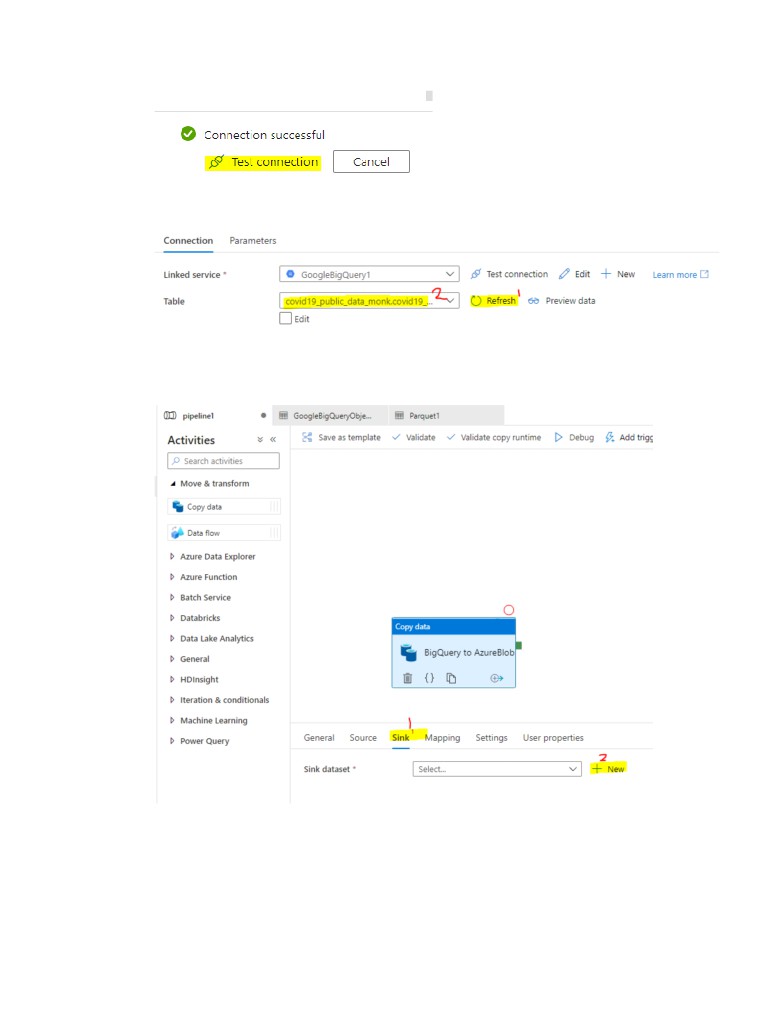 Connection successful
Test connection Cancel
Connection Parameters
Linked service * GoogleBigQuery1 Test connection Edit + New Learn more
Table covid19_public_data_monk.covid19_... 2 Refresh 1 Preview data
Edit
pipeline1 GoogleBigQueryObje... Parquet1
Activities Save as template Validate Validate copy runtime Debug Add trigg
Search activities
Move & transform
Copy data
Data flow
Azure Data Explorer
Azure Function
Batch Service
Databricks
Data Lake Analytics
General
HDInsight
Iteration & conditionals
Machine Learning
Power Query
Copy data
BigQuery to AzureBlob
{}
1
General Source Sink Mapping Settings User properties
2
Sink dataset * Select... + New